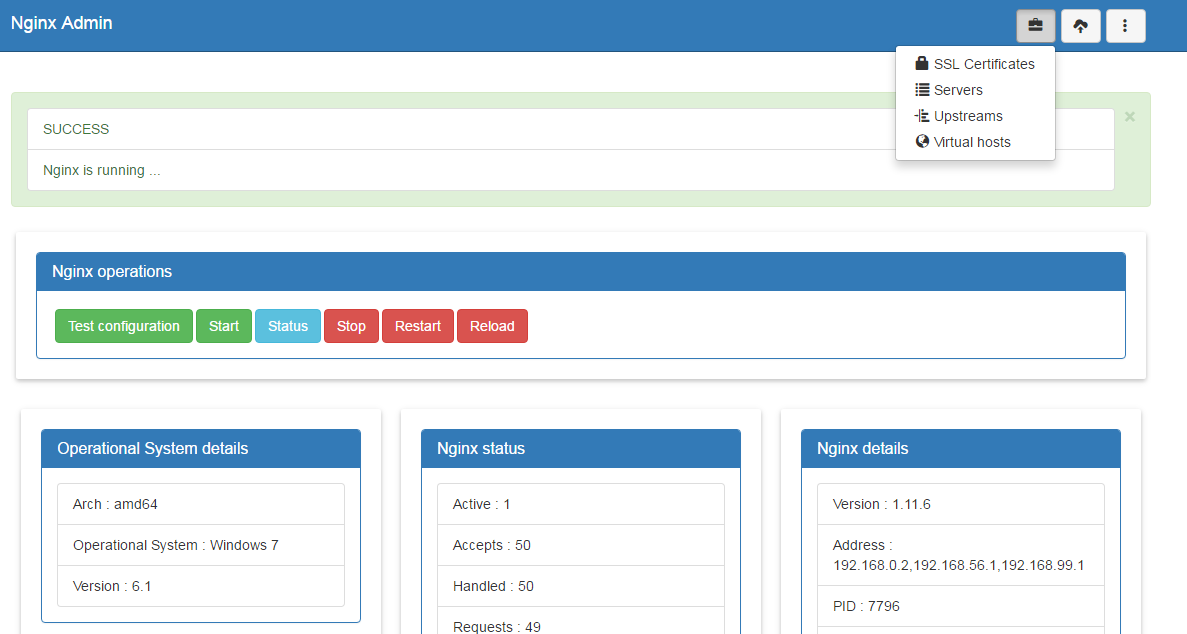 Nginx Admin
SSL Certificates
Servers
Upstreams
Virtual hosts
×
SUCCESS
Nginx is running ...
Nginx operations
Test configuration Start Status Stop Restart Reload
Operational System details
Arch : amd64
Operational System : Windows 7
Version : 6.1
Nginx status
Active : 1
Accepts : 50
Handled : 50
Requests : 49
Nginx details
Version : 1.11.6
Address :
192.168.0.2,192.168.56.1,192.168.99.1
PID : 7796